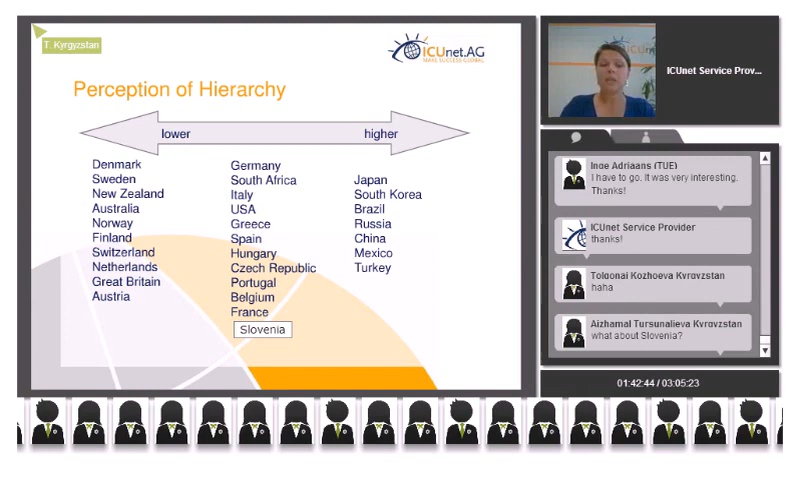 T. Kyrgyzstan
ICUnet.AG
MAKE SUCCESS GLOBAL.
Perception of Hierarchy
lower
higher
Denmark
Sweden
New Zealand
Australia
Norway
Finland
Switzerland
Netherlands
Great Britain
Austria
Germany
South Africa
Italy
USA
Greece
Spain
Hungary
Czech Republic
Portugal
Belgium
France
Slovenia
Japan
South Korea
Brazil
Russia
China
Mexico
Turkey
ICUnet
ICUnet Service Prov...
Inge Adriaans (TUE)
I have to go. It was very interesting.
Thanks!
ICUnet Service Provider
thanks!
Tolgonai Kozhoeva Kyrgyzstan
haha
Aizhamal Tursunalieva Kyrgyzstan
what about Slovenia?
01:42:44 / 03:05:23